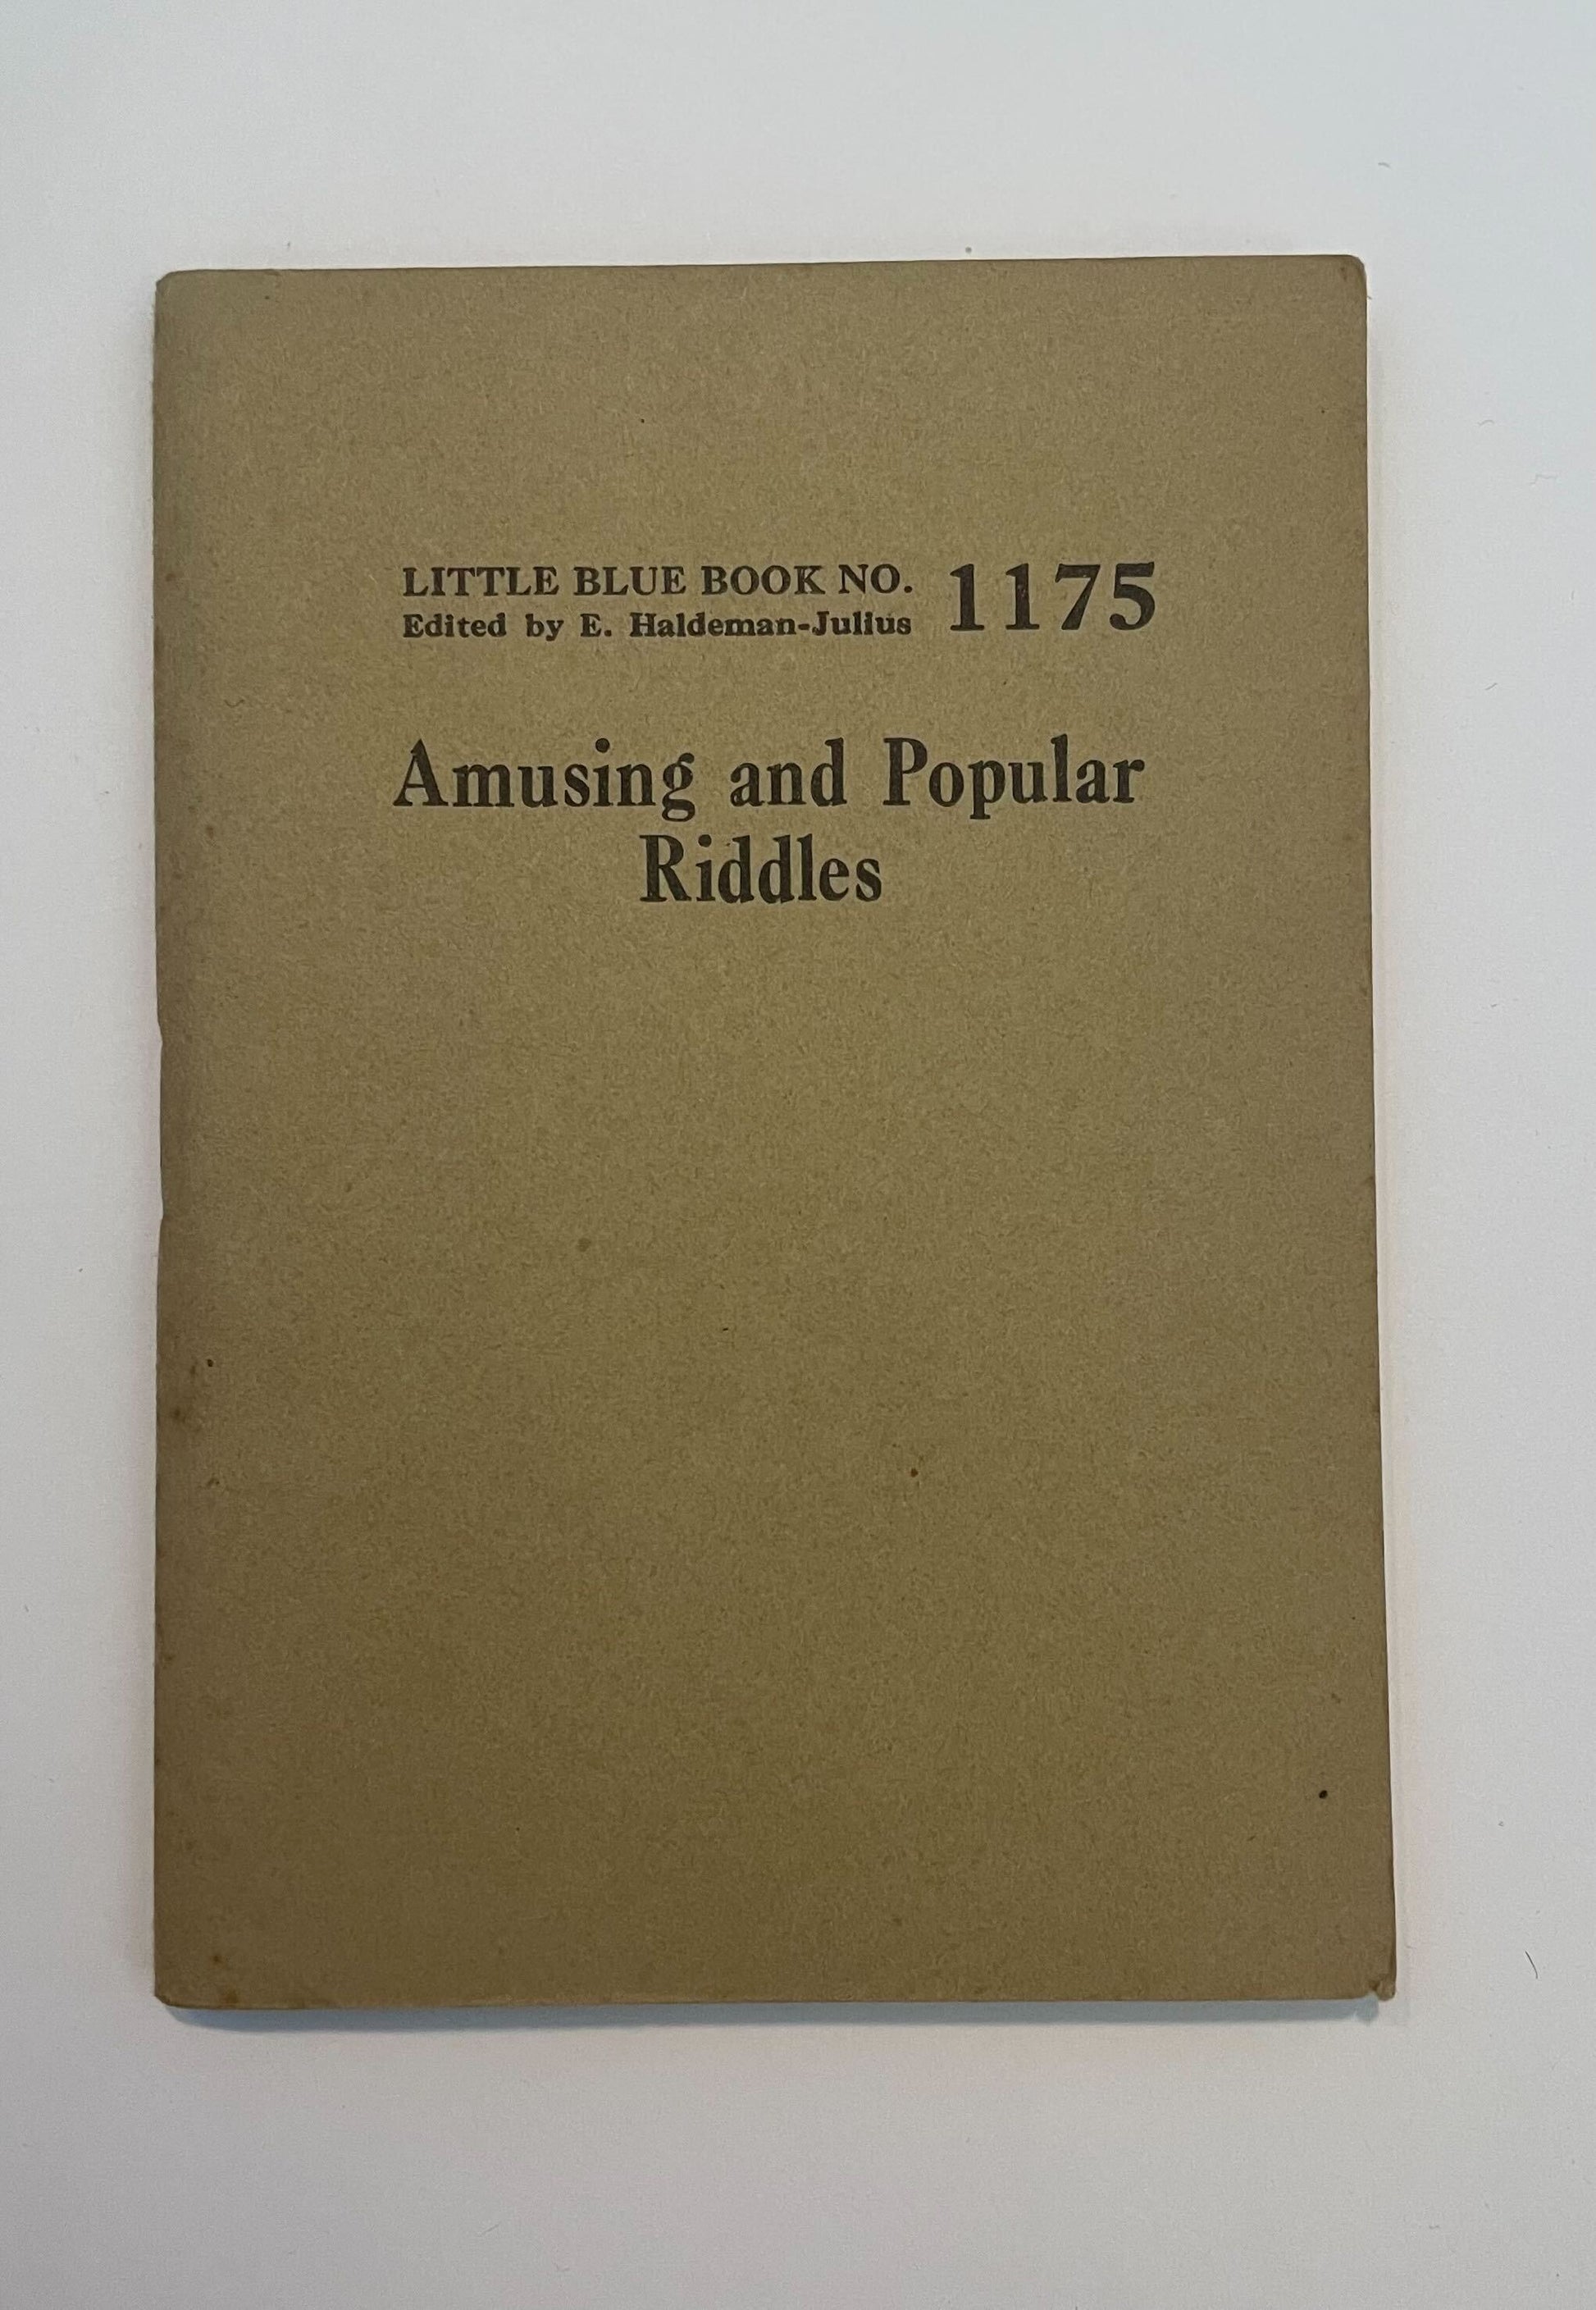 LITTLE BLUE BOOK NO. 1175
Edited by E. Haldeman-Julius
Amusing and Popular
Riddles